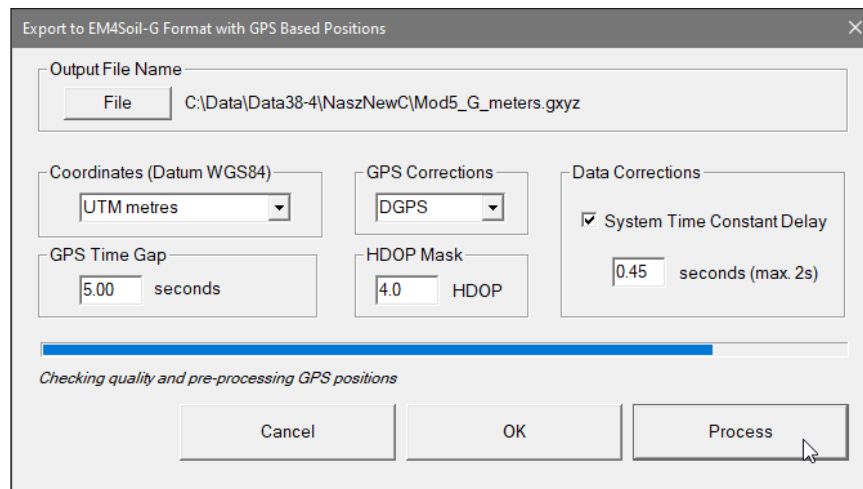 Export to EM4Soil-G Format with GPS Based Positions
Output File Name
File C:\Data\Data38-4\NaszNewC\Mod5_G_meters.gxyz
Coordinates (Datum WGS84)
UTM metres
GPS Corrections
DGPS
Data Corrections
System Time Constant Delay
0.45 seconds (max. 2s)
GPS Time Gap
5.00 seconds
HDOP Mask
4.0 HDOP
Checking quality and pre-processing GPS positions
Cancel OK Process